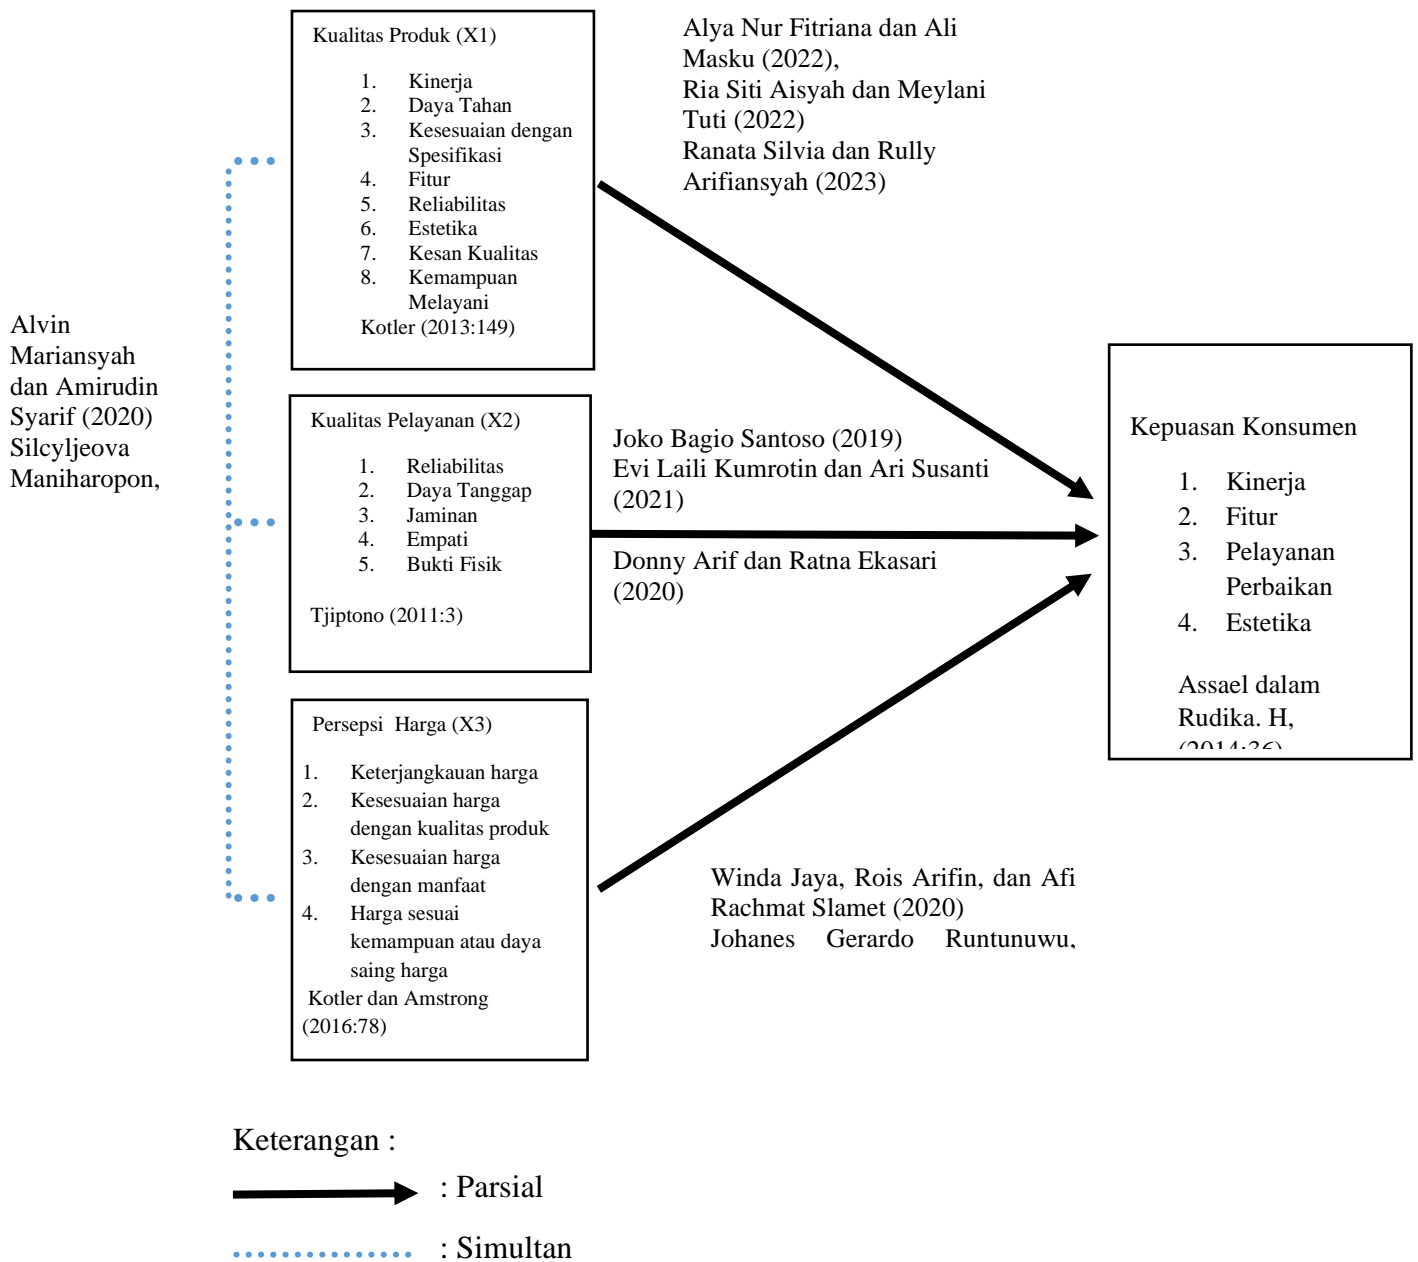 Kualitas Produk (X1)
1. Kinerja
2. Daya Tahan
3. Kesesuaian dengan
Spesifikasi
4. Fitur
5. Reliabilitas
6. Estetika
7. Kesan Kualitas
8. Kemampuan
Melayani
Kotler (2013:149)
Alya Nur Fitriana dan Ali
Masku (2022),
Ria Siti Aisyah dan Meylani
Tuti (2022)
Ranata Silvia dan Rully
Arifiansyah (2023)
Alvin
Mariansyah
dan Amirudin
Syarif (2020)
Silcyljeova
Maniharopon,
Kualitas Pelayanan (X2)
1. Reliabilitas
2. Daya Tanggap
3. Jaminan
4. Empati
5. Bukti Fisik
Tjiptono (2011:3)
Joko Bagio Santoso (2019)
Evi Laili Kumrotin dan Ari Susanti
(2021)
Donny Arif dan Ratna Ekasari
(2020)
Kepuasan Konsumen
1. Kinerja
2. Fitur
3. Pelayanan
Perbaikan
4. Estetika
Assael dalam
Rudika. H,
(2014:36)
Persepsi Harga (X3)
1. Keterjangkauan harga
2. Kesesuaian harga
dengan kualitas produk
3. Kesesuaian harga
dengan manfaat
4. Harga sesuai
kemampuan atau daya
saing harga
Kotler dan Amstrong
(2016:78)
Winda Jaya, Rois Arifin, dan Afi
Rachmat Slamet (2020)
Johanes Gerardo Runtunuwu,
Keterangan :
: Parsial
: Simultan